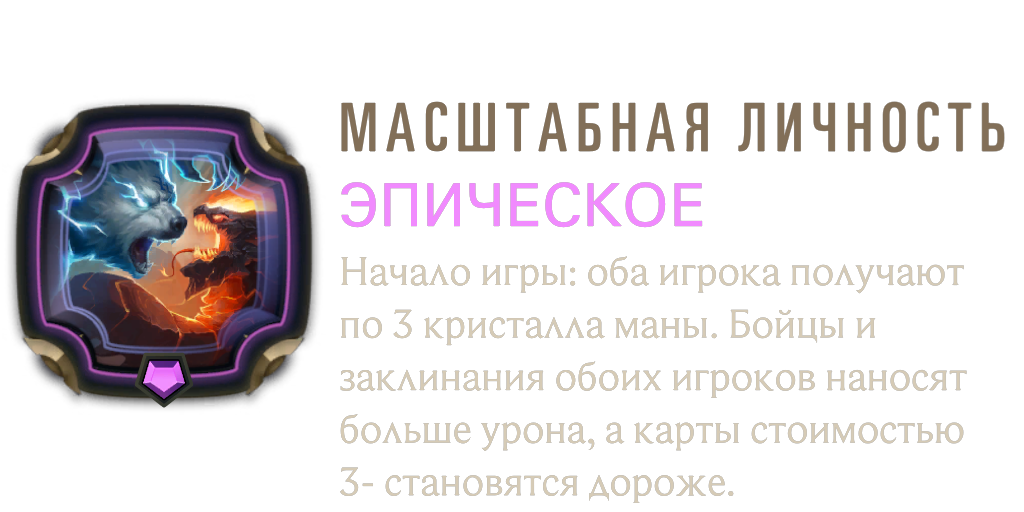 МАСШТАБНАЯ ЛИЧНОСТЬ
ЭПИЧЕСКОЕ
Начало игры: оба игрока получают
по 3 кристалла маны. Бойцы и
заклинания обоих игроков наносят
больше урона, а карты стоимостью
3- становятся дороже.